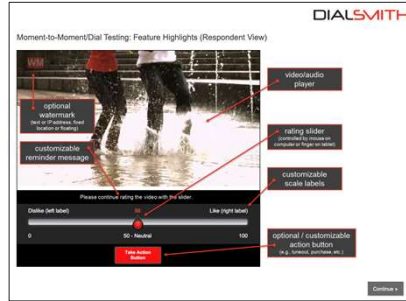 DIALSMITH
Moment-to-Moment/Dial Testing: Feature Highlights (Respondent View)
WM
video/audio
player
optional
watermark
(text or IP address, fixed
location or floating)
rating slider
(controlled by mouse on
computer or finger on tablet)
customizable
reminder message
customizable
scale labels
Please continue rating the video with the slider.
Dislike (left label)
50
Like (right label)
0
50 - Neutral
100
Take Action
Button
optional / customizable
action button
(e.g., tuneout, purchase, etc.)
Continue »